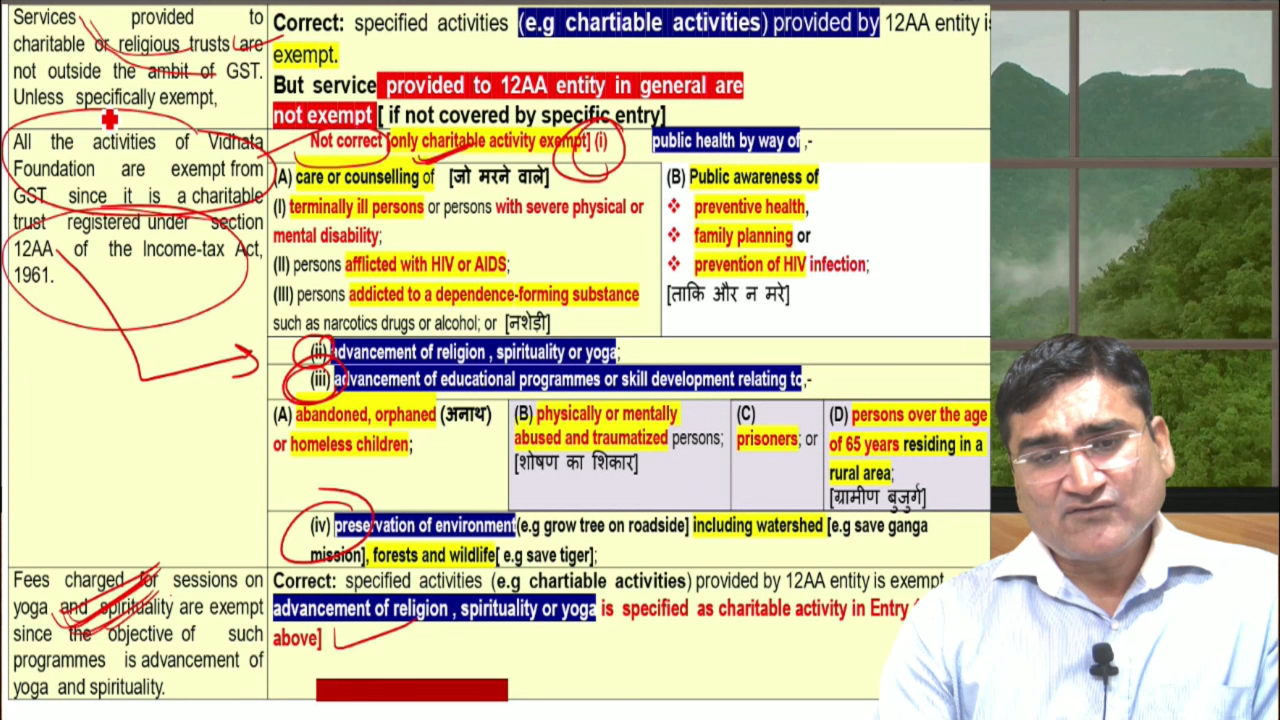 Services provided to
charitable or religious trusts are
not outside the ambit of GST.
Unless specifically exempt,
Correct: specified activities (e.g chartiable activities) provided by 12AA entity is
exempt.
But service provided to 12AA entity in general are
not exempt [ if not covered by specific entry]
All the activities of Vidhata
Foundation are exempt from
GST since it is a charitable
trust registered under section
12AA of the Income-tax Act,
1961.
Not correct [only charitable activity exempt] (i) public health by way of ,-
(A) care or counselling of [जो मरने वाले]
(I) terminally ill persons or persons with severe physical or
mental disability;
(II) persons afflicted with HIV or AIDS;
(III) persons addicted to a dependence-forming substance
such as narcotics drugs or alcohol; or [नशेड़ी]
(B) Public awareness of
❖ preventive health,
❖ family planning or
❖ prevention of HIV infection;
[ताकि और न मरे]
(ii) advancement of religion , spirituality or yoga;
(iii) advancement of educational programmes or skill development relating to,-
(A) abandoned, orphaned (अनाथ)
or homeless children;
(B) physically or mentally
abused and traumatized persons;
[शोषण का शिकार]
(C)
prisoners; or
(D) persons over the age
of 65 years residing in a
rural area;
[ग्रामीण बुजुर्ग]
(iv) preservation of environment(e.g grow tree on roadside] including watershed [e.g save ganga
mission], forests and wildlife[ e.g save tiger];
Fees charged for sessions on
yoga and spirituality are exempt
since the objective of such
programmes is advancement of
yoga and spirituality.
Correct: specified activities (e.g chartiable activities) provided by 12AA entity is exempt
advancement of religion , spirituality or yoga is specified as charitable activity in Entry
above]